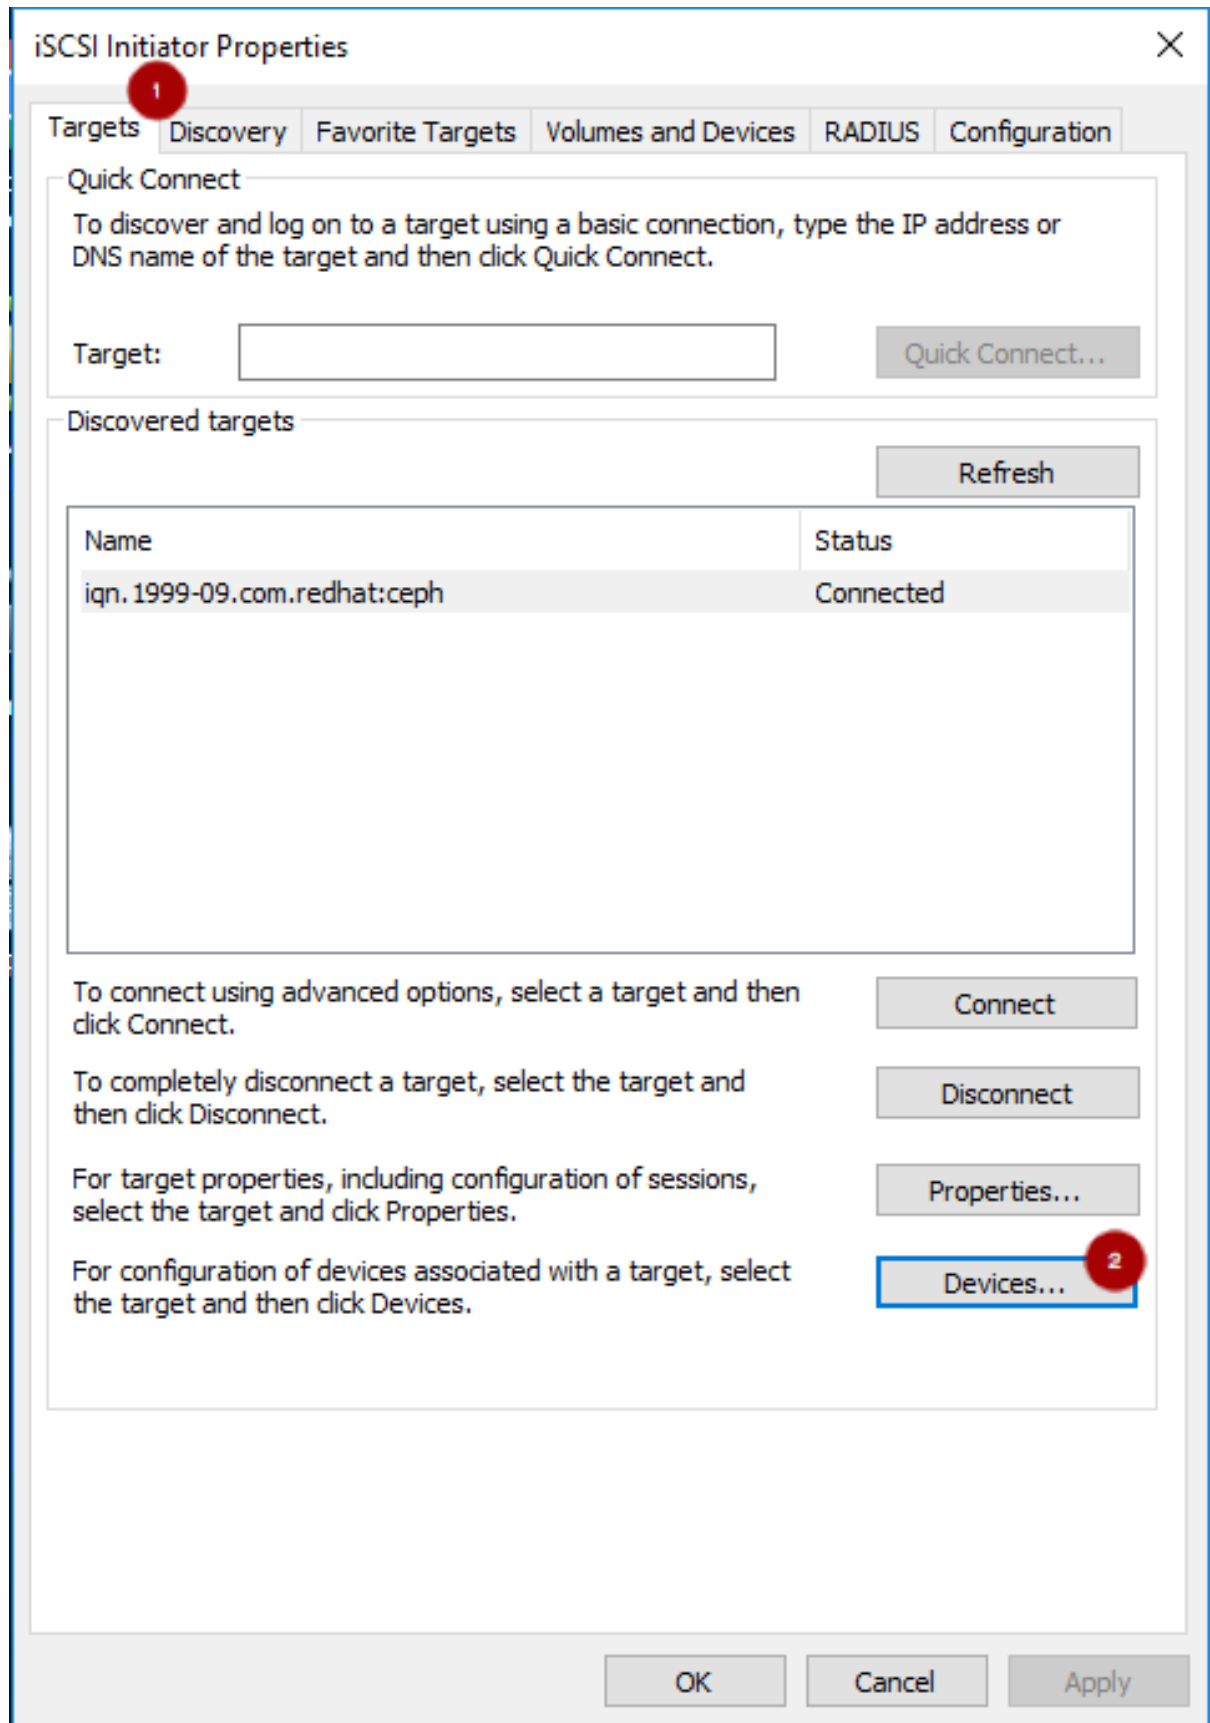 iSCSI Initiator Properties
1
Targets Discovery Favorite Targets Volumes and Devices RADIUS Configuration
Quick Connect
To discover and log on to a target using a basic connection, type the IP address or
DNS name of the target and then click Quick Connect.
Target: Quick Connect...
Discovered targets
Refresh
Name Status
iqn.1999-09.com.redhat:ceph Connected
To connect using advanced options, select a target and then
click Connect.
Connect
To completely disconnect a target, select the target and
then click Disconnect.
Disconnect
For target properties, including configuration of sessions,
select the target and click Properties.
Properties...
For configuration of devices associated with a target, select
the target and then click Devices.
Devices...
2
OK Cancel Apply